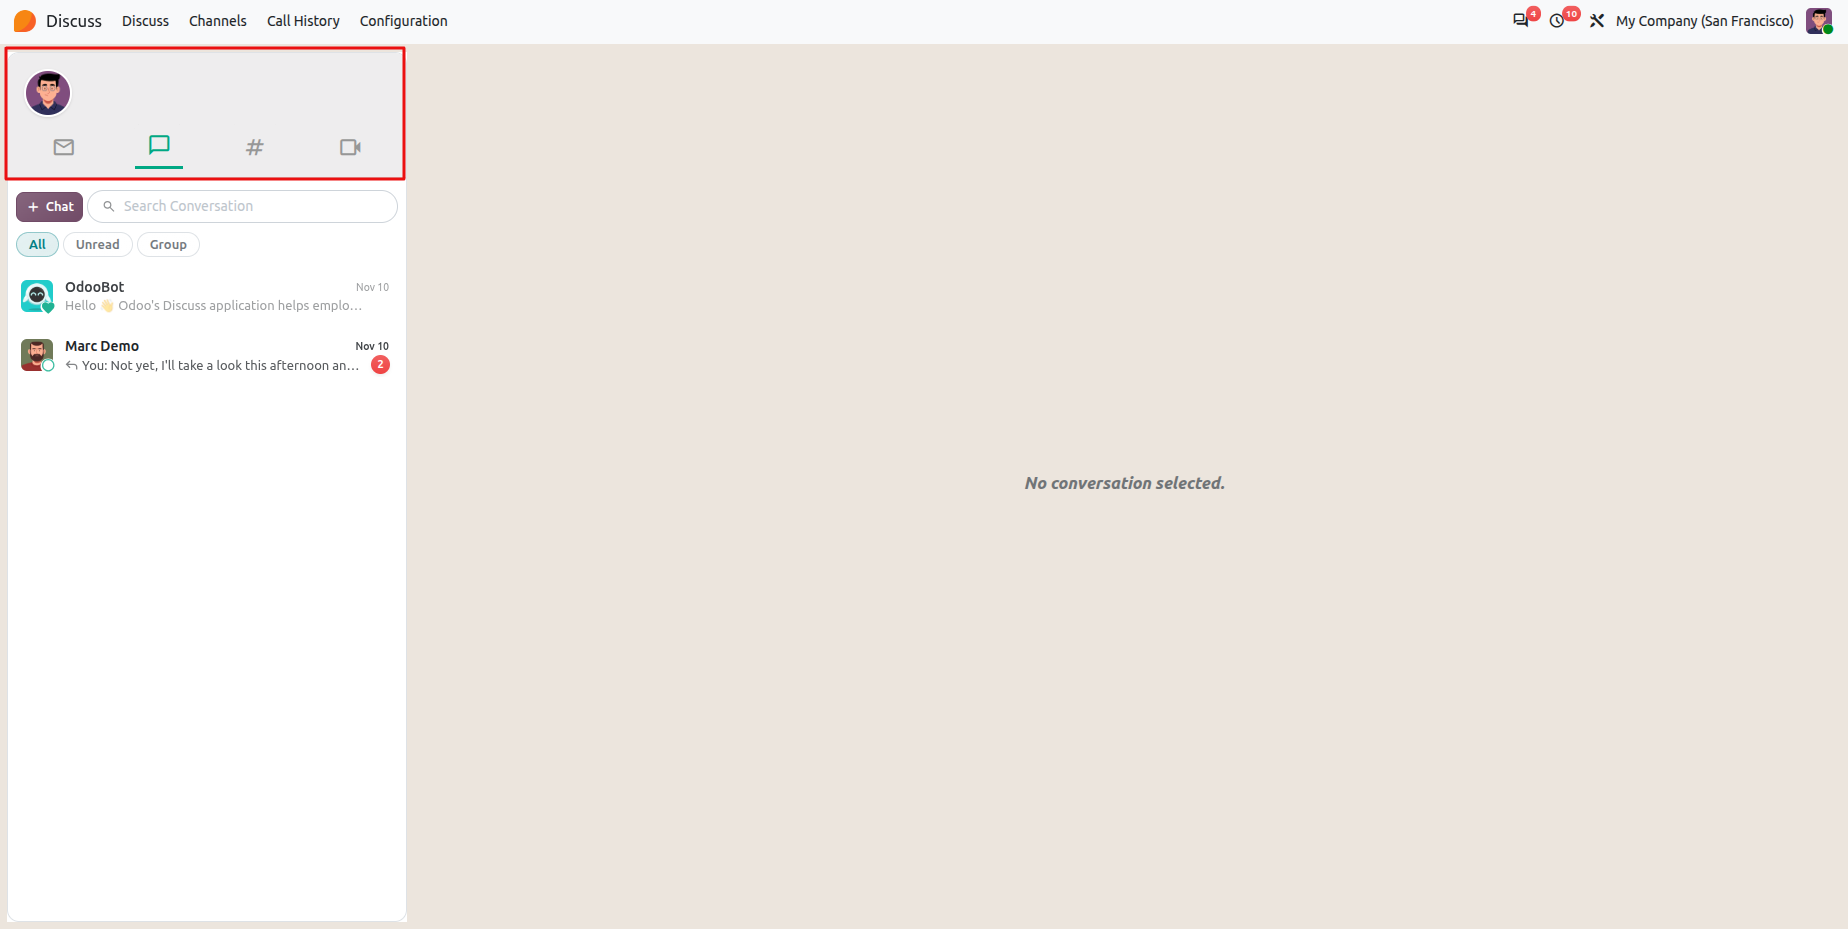 Discuss Discuss Channels Call History Configuration 4 10 My Company (San Francisco)
+ Chat Search Conversation
All Unread Group
OdooBot Nov 10
Hello 👋 Odoo's Discuss application helps emplo…
Marc Demo Nov 10
You: Not yet, I'll take a look this afternoon an… 2
No conversation selected.